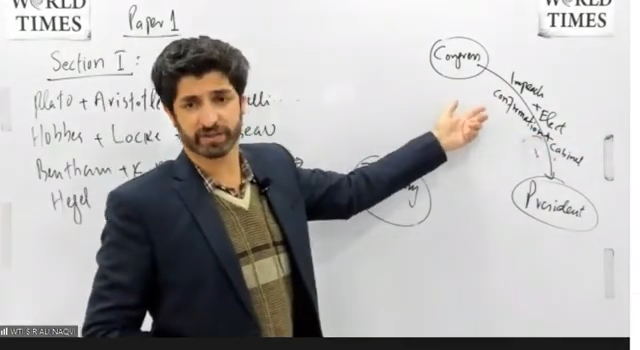 WORLD
TIMES
WORLD
TIMES
Paper 1
Section I :
Plato + Aristotle
Hobbes + Locke +
Bentham +
Hegel
Congress
Impeach
+ Elect
Confirmation + Cabinet
President
WTI-SIR ALI NAQVI